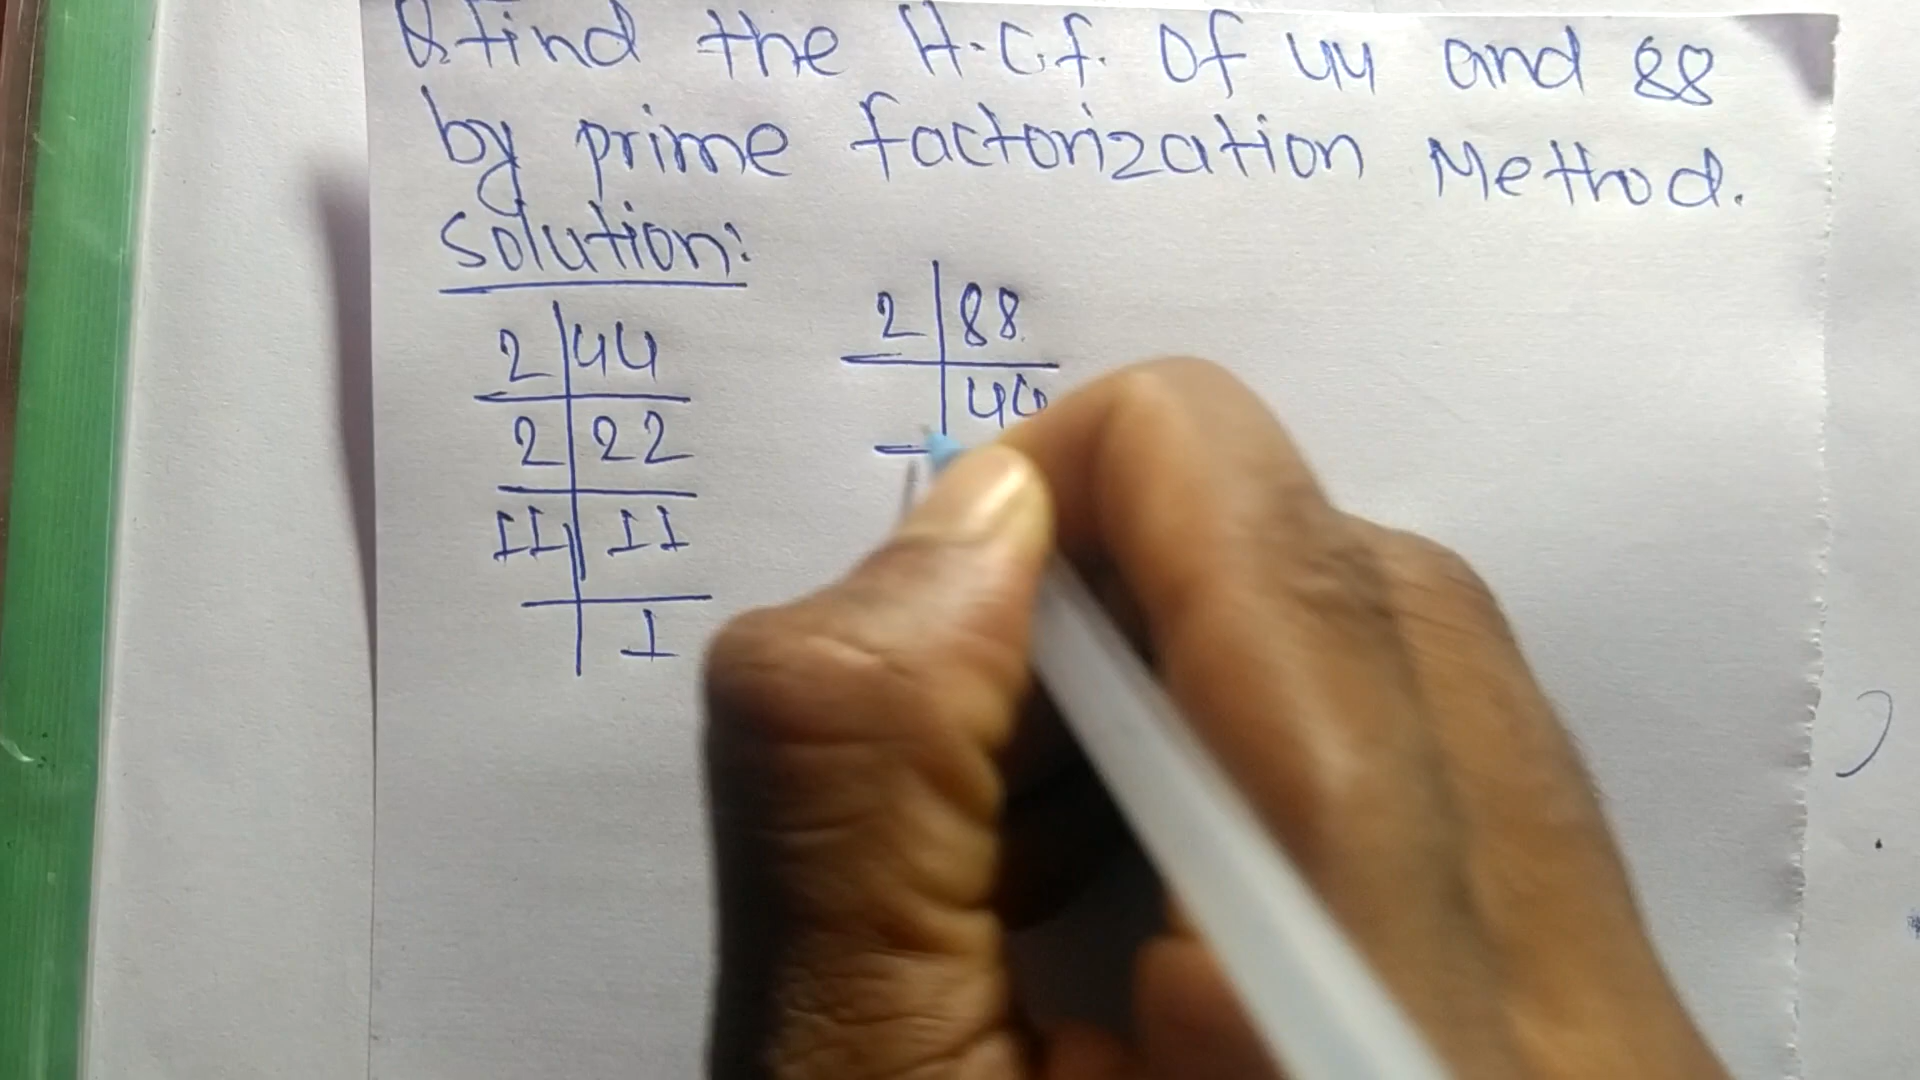 Q. Find the H.C.F. Of 44 and 88
by prime factorization Method.
Solution:
2 | 44
2 | 22
11 | 11
1
2 | 88
44